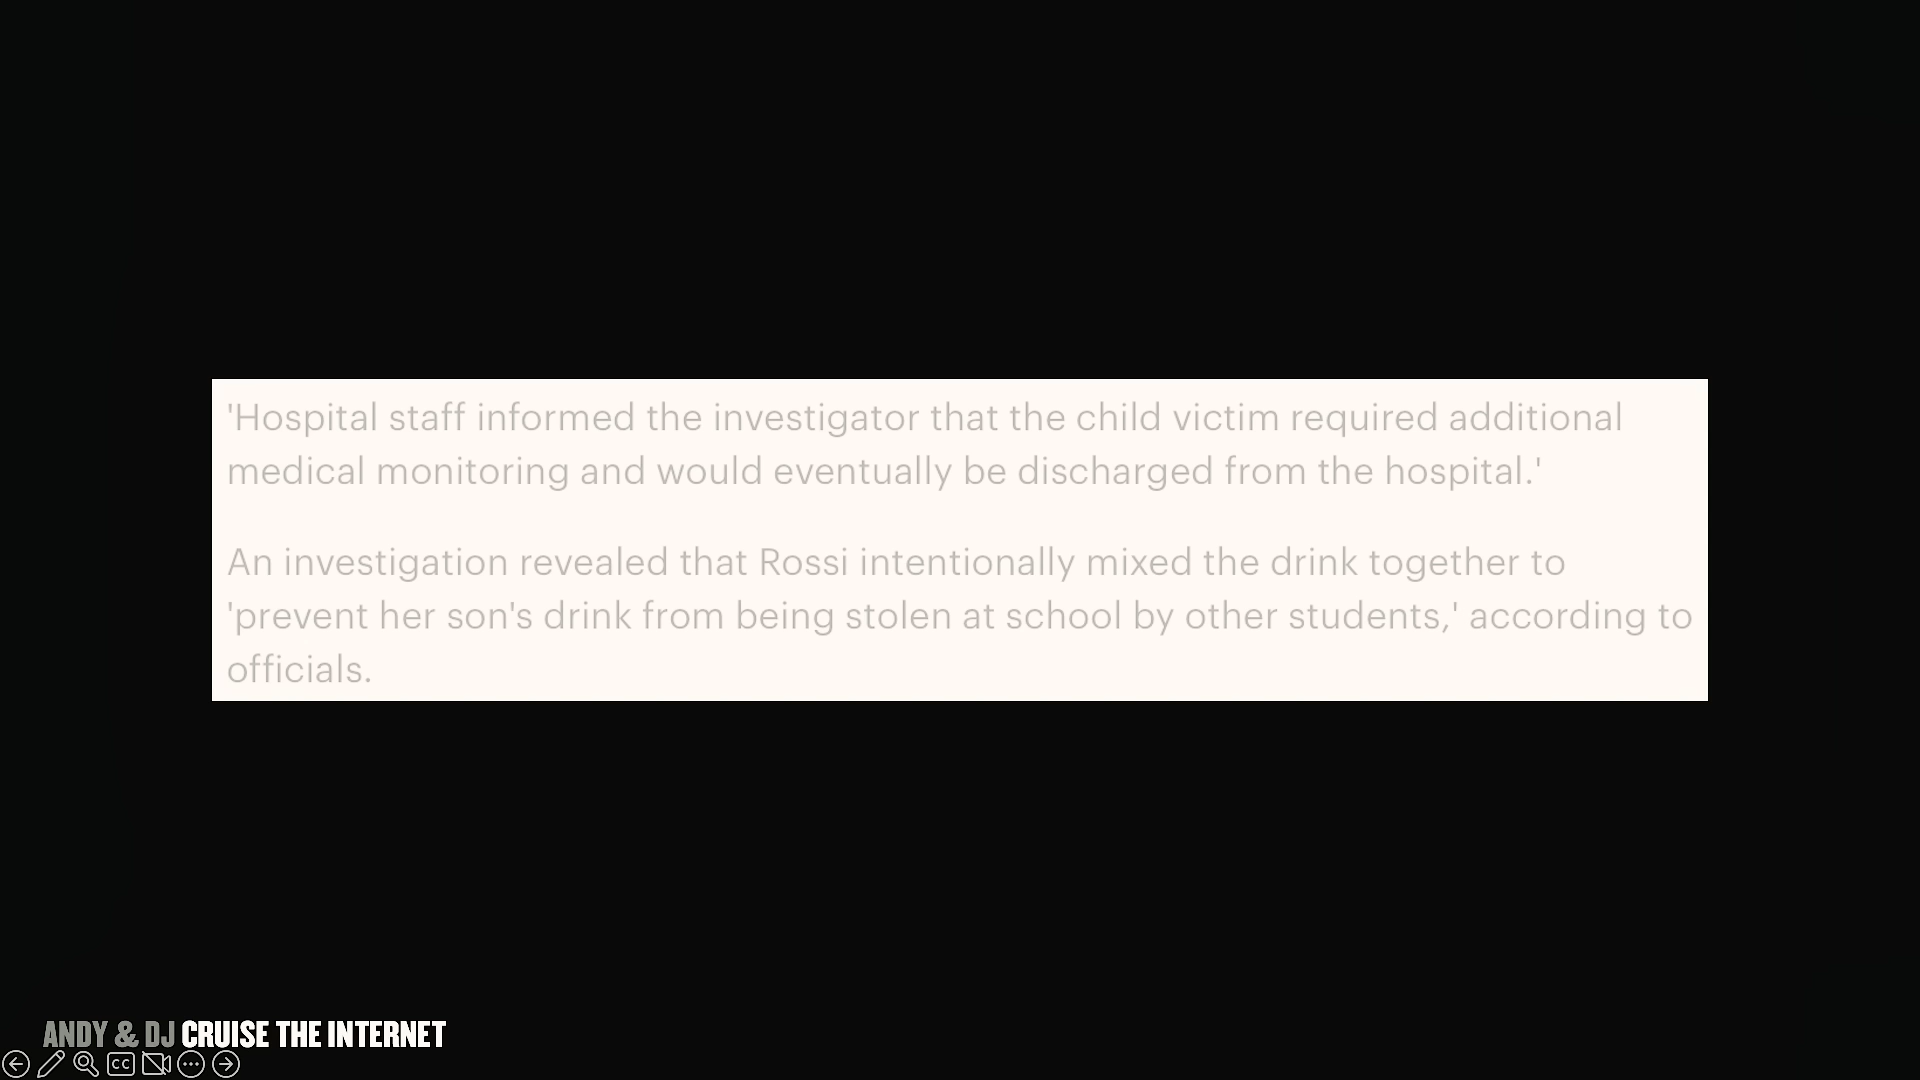 'Hospital staff informed the investigator that the child victim required additional
medical monitoring and would eventually be discharged from the hospital.'
An investigation revealed that Rossi intentionally mixed the drink together to
'prevent her son's drink from being stolen at school by other students,' according to
officials.
ANDY & DJ CRUISE THE INTERNET
CC